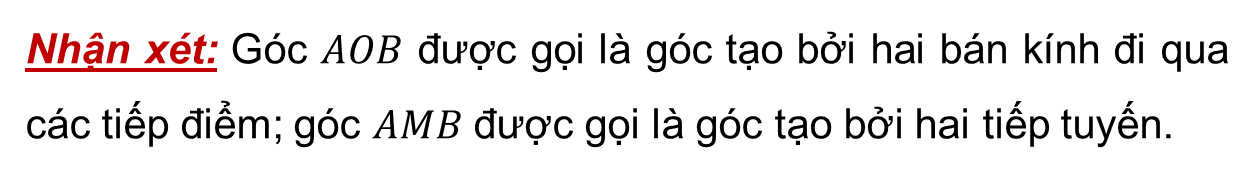 Nhận xét: Góc AOB được gọi là góc tạo bởi hai bán kính đi qua
các tiếp điểm; góc AMB được gọi là góc tạo bởi hai tiếp tuyến.